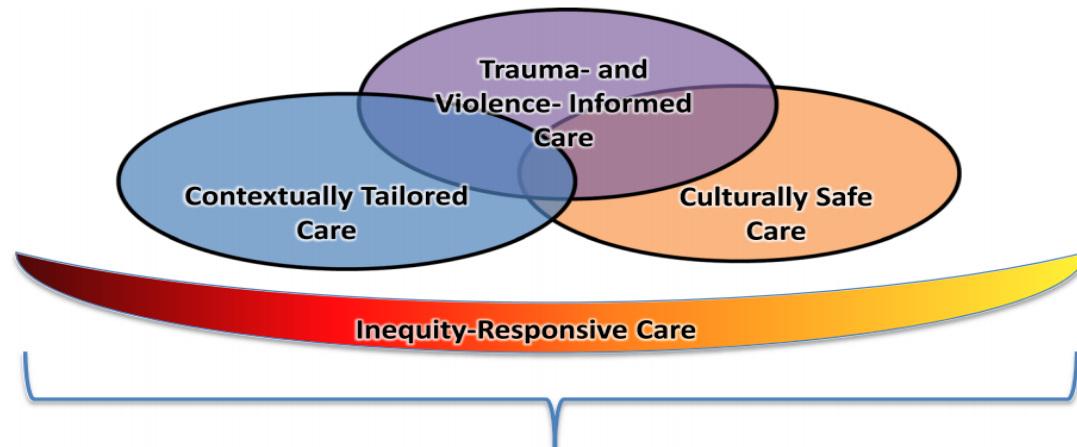 Trauma- and
Violence- Informed
Care
Contextually Tailored
Care
Culturally Safe
Care
Inequity-Responsive Care